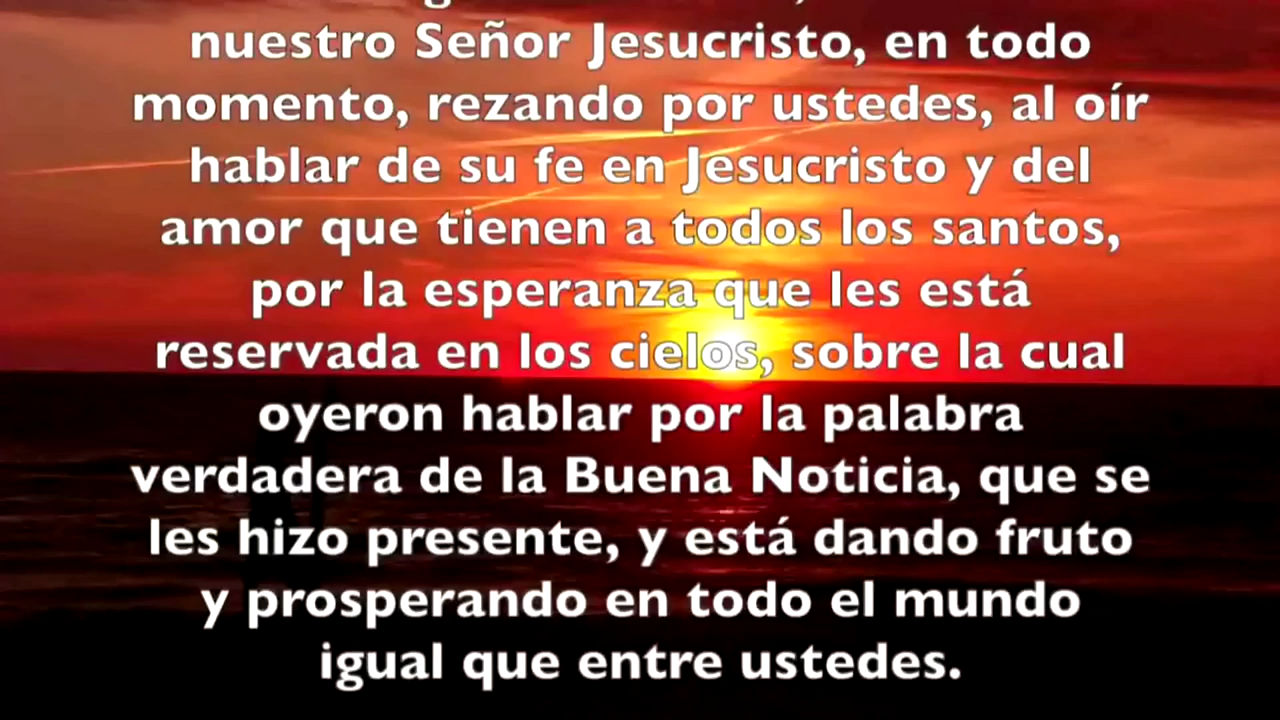 nuestro Señor Jesucristo, en todo
momento, rezando por ustedes, al oír
hablar de su fe en Jesucristo y del
amor que tienen a todos los santos,
por la esperanza que les está
reservada en los cielos, sobre la cual
oyeron hablar por la palabra
verdadera de la Buena Noticia, que se
les hizo presente, y está dando fruto
y prosperando en todo el mundo
igual que entre ustedes.